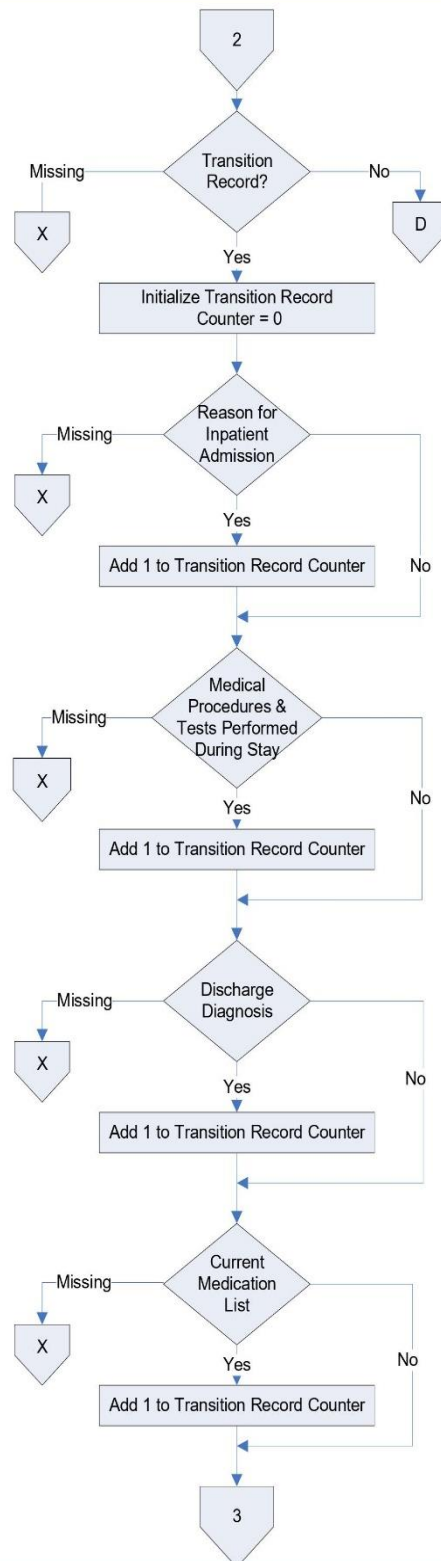 2
Transition
Record?
Missing
No
X
D
Yes
Initialize Transition Record
Counter = 0
Reason for
Inpatient
Admission
Missing
X
Yes
No
Add 1 to Transition Record Counter
Medical
Procedures &
Tests Performed
During Stay
Missing
X
Yes
No
Add 1 to Transition Record Counter
Discharge
Diagnosis
Missing
X
Yes
No
Add 1 to Transition Record Counter
Current
Medication
List
Missing
X
Yes
No
Add 1 to Transition Record Counter
3